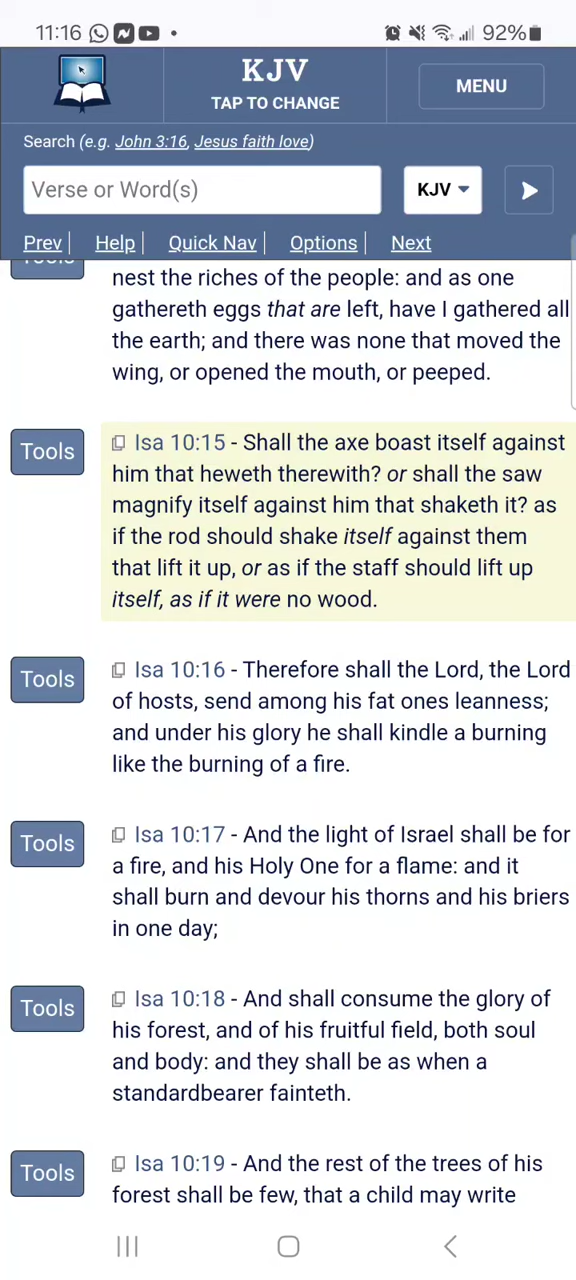 11:16
92%
KJV
TAP TO CHANGE
MENU
Search (e.g. John 3:16, Jesus faith love)
Verse or Word(s)
KJV
Prev
Help
Quick Nav
Options
Next
Tools
nest the riches of the people: and as one
gathereth eggs that are left, have I gathered all
the earth; and there was none that moved the
wing, or opened the mouth, or peeped.
Tools
Isa 10:15 - Shall the axe boast itself against
him that heweth therewith? or shall the saw
magnify itself against him that shaketh it? as
if the rod should shake itself against them
that lift it up, or as if the staff should lift up
itself, as if it were no wood.
Tools
Isa 10:16 - Therefore shall the Lord, the Lord
of hosts, send among his fat ones leanness;
and under his glory he shall kindle a burning
like the burning of a fire.
Tools
Isa 10:17 - And the light of Israel shall be for
a fire, and his Holy One for a flame: and it
shall burn and devour his thorns and his briers
in one day;
Tools
Isa 10:18 - And shall consume the glory of
his forest, and of his fruitful field, both soul
and body: and they shall be as when a
standardbearer fainteth.
Tools
Isa 10:19 - And the rest of the trees of his
forest shall be few, that a child may write